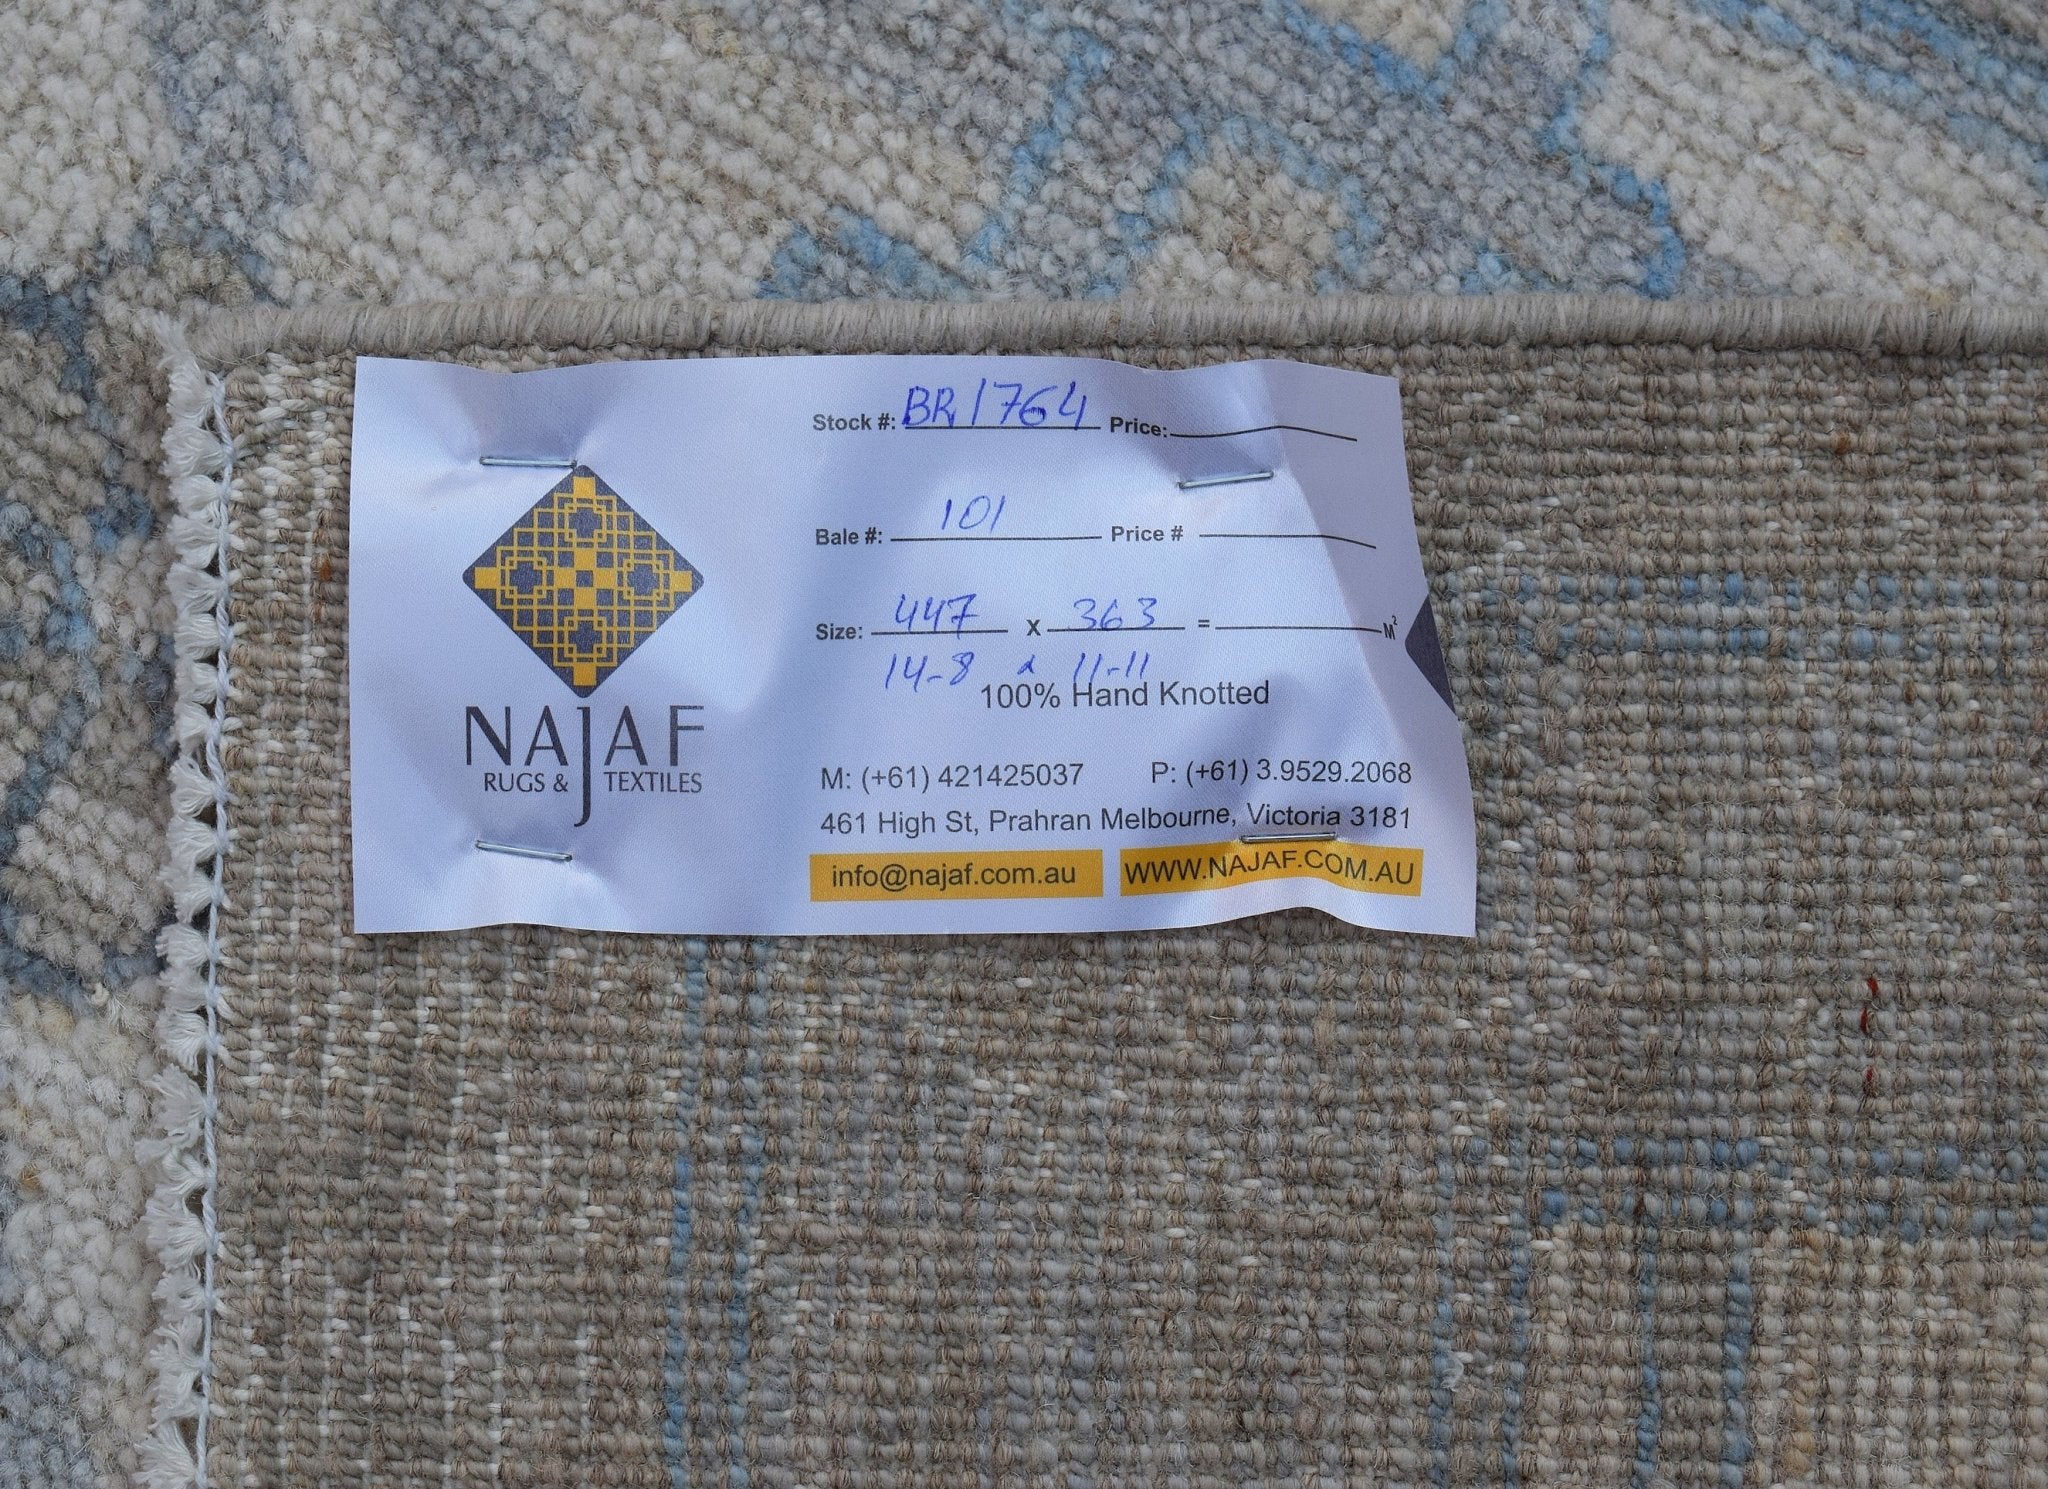 NAJAF
RUGS & TEXTILES
Stock #: BR1764 Price:
Bale #: 101 Price #
Size: 447 x 363 = M²
14-8 x 11-11
100% Hand Knotted
M: (+61) 421425037 P: (+61) 3.9529.2068
461 High St, Prahran Melbourne, Victoria 3181
info@najaf.com.au WWW.NAJAF.COM.AU